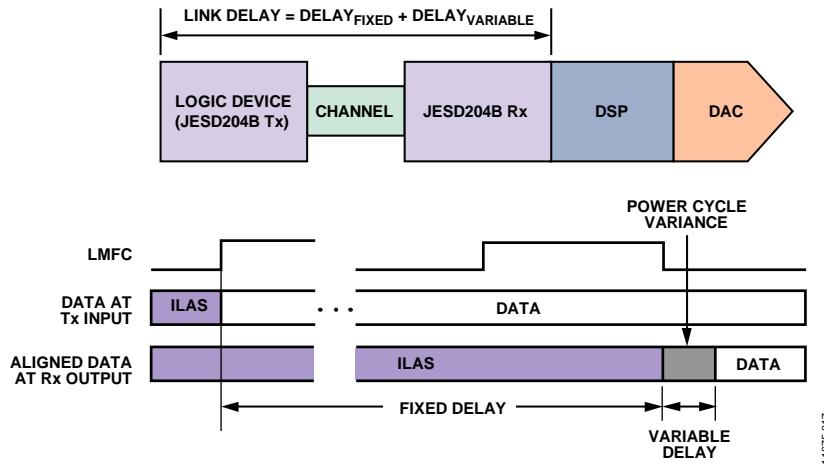 LINK DELAY = DELAYFIXED + DELAYVARIABLE
LOGIC DEVICE
(JESD204B Tx)
CHANNEL
JESD204B Rx
DSP
DAC
POWER CYCLE
VARIANCE
LMFC
DATA AT
Tx INPUT
ILAS
DATA
ALIGNED DATA
AT Rx OUTPUT
ILAS
DATA
FIXED DELAY
VARIABLE
DELAY